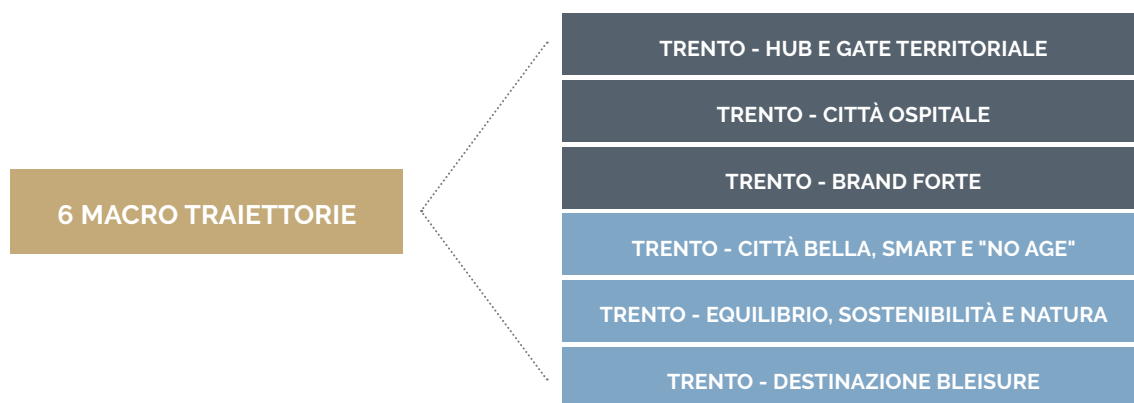 6 MACRO TRAIETTORIE
TRENTO - HUB E GATE TERRITORIALE
TRENTO - CITTÀ OSPITALE
TRENTO - BRAND FORTE
TRENTO - CITTÀ BELLA, SMART E "NO AGE"
TRENTO - EQUILIBRIO, SOSTENIBILITÀ E NATURA
TRENTO - DESTINAZIONE BLEISURE